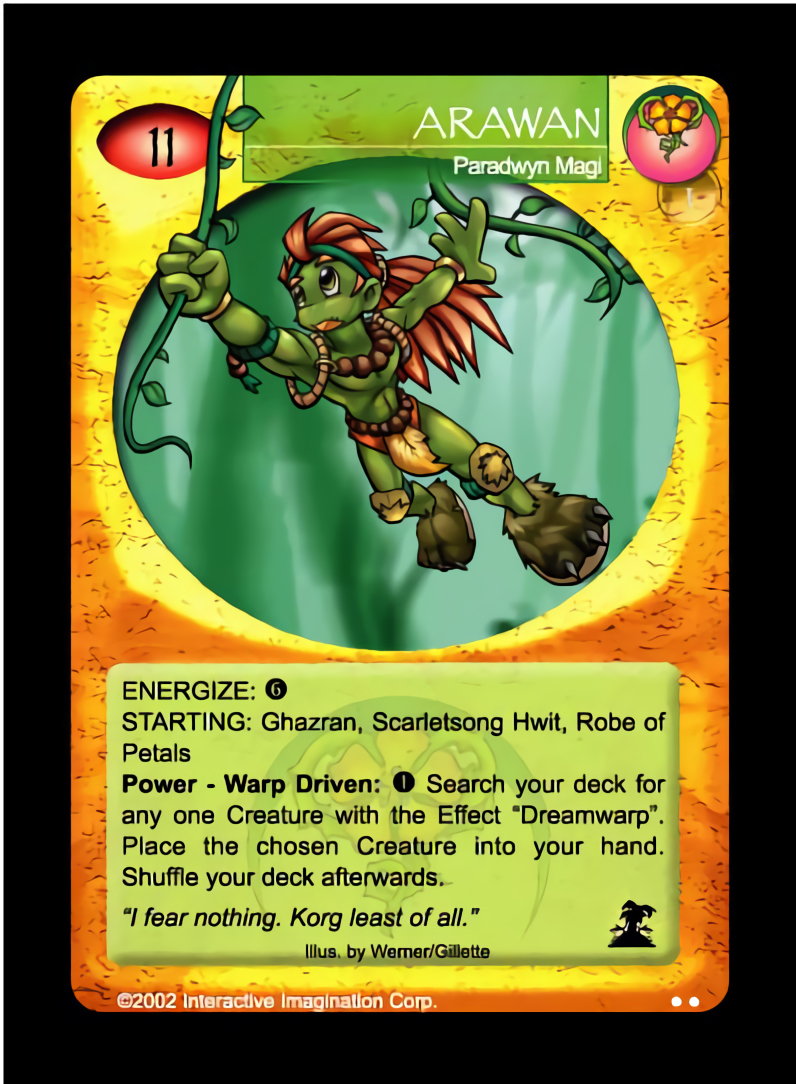 11
ARAWAN
Paradwyn Magi
1
ENERGIZE: 6
STARTING: Ghazran, Scarletsong Hwit, Robe of
Petals
Power - Warp Driven: 0 Search your deck for
any one Creature with the Effect "Dreamwarp".
Place the chosen Creature into your hand.
Shuffle your deck afterwards.
"I fear nothing. Korg least of all."
Illus. by Werner/Gillette
©2002 Interactive Imagination Corp.